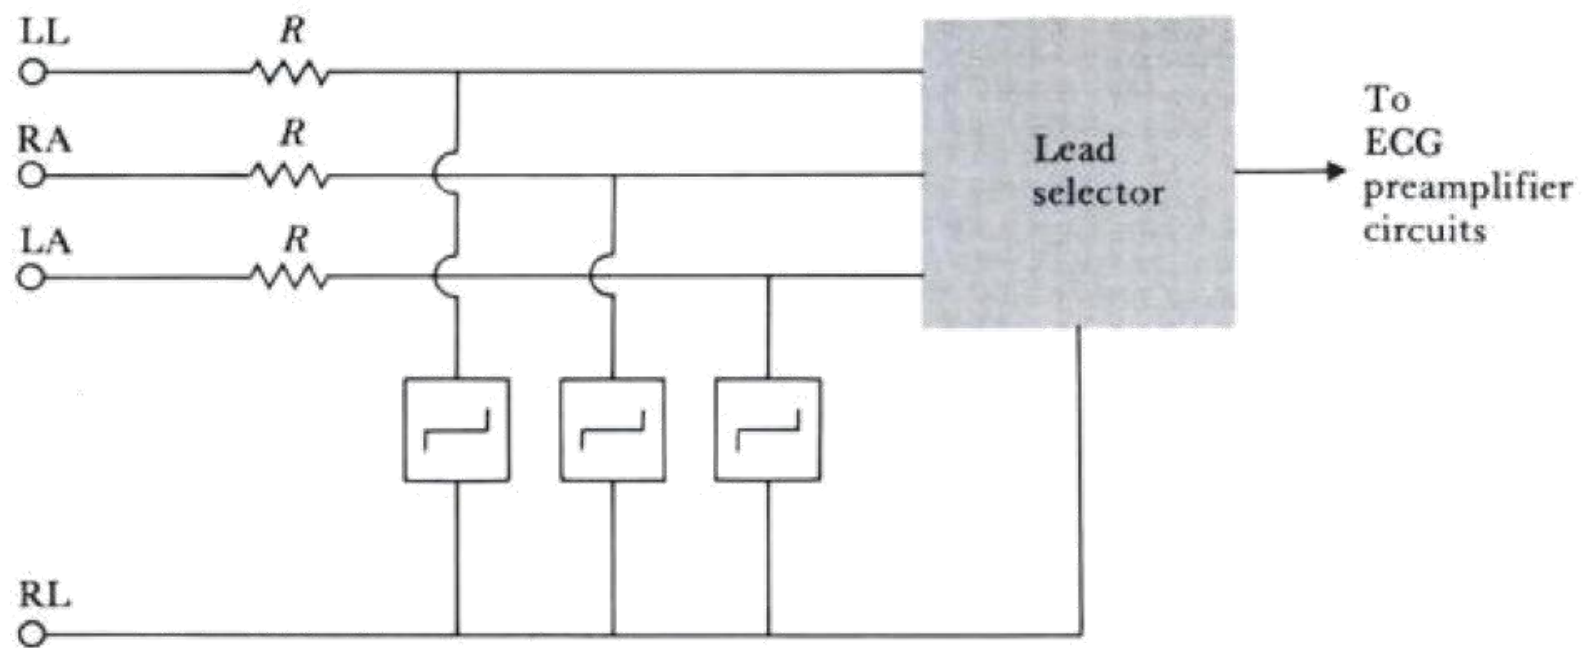 LL
R
RA
R
LA
R
Lead
selector
To
ECG
preamplifier
circuits
RL